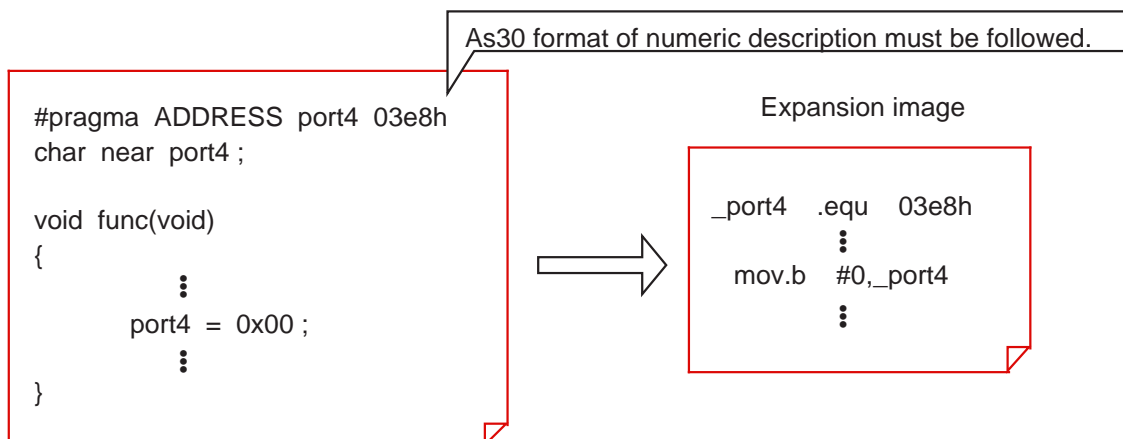 As30 format of numeric description must be followed.
#pragma ADDRESS port4 03e8h
char near port4 ;
void func(void)
{
port4 = 0x00 ;
}
Expansion image
_port4 .equ 03e8h
mov.b #0,_port4